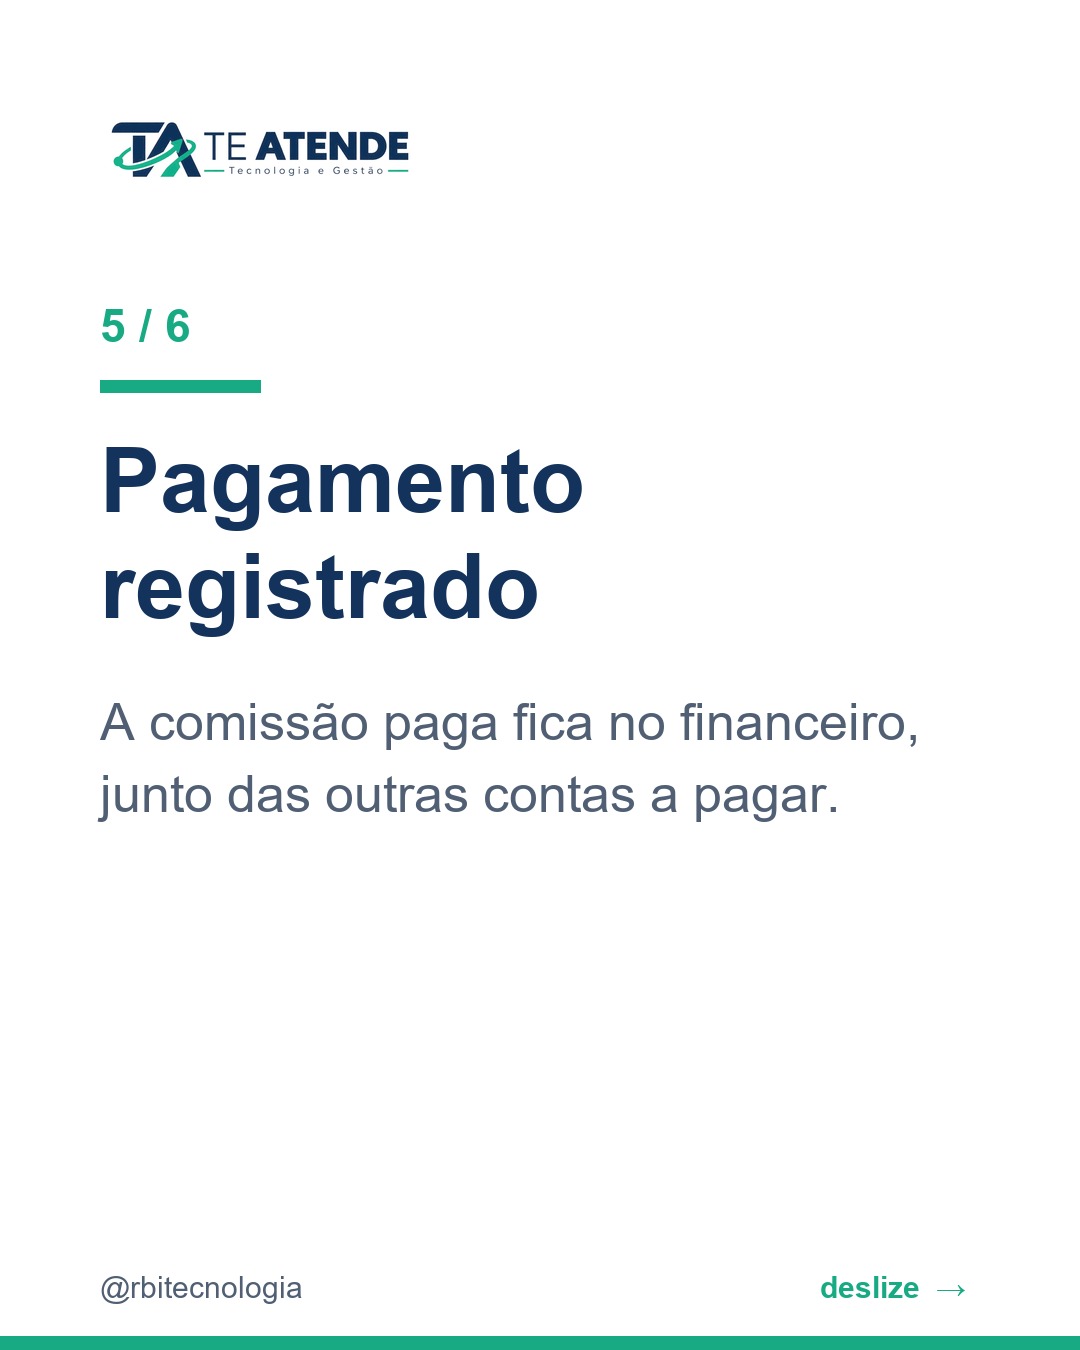 TA TE ATENDE
Tecnologia e Gestão
5 / 6
Pagamento
registrado
A comissão paga fica no financeiro,
junto das outras contas a pagar.
@rbitecnologia
deslize →